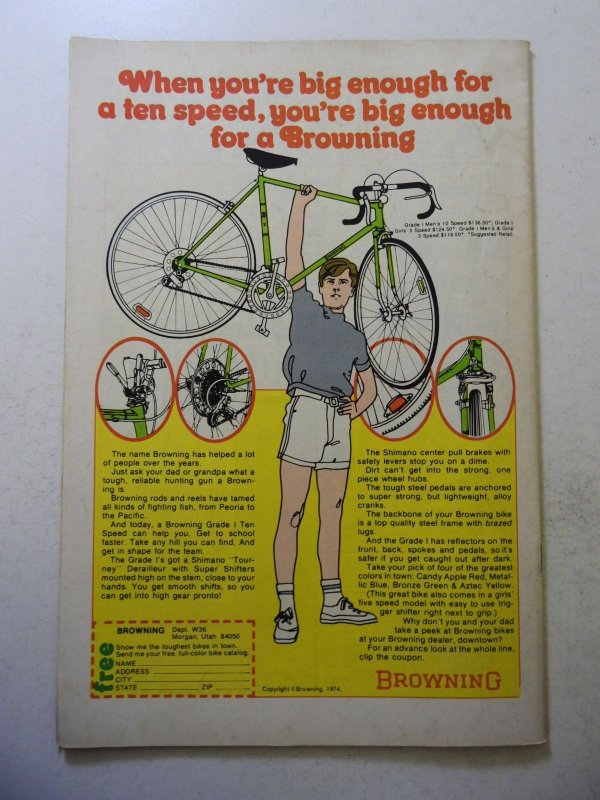 When you're big enough for
a ten speed, you're big enough
for a Browning
Grade I Men's 10 Speed $136.50*; Grade I
Girls' 5 Speed $124.50*; Grade I Men's & Girls'
3 Speed $116.50*. *Suggested Retail.
The name Browning has helped a lot
of people over the years.
Just ask your dad or grandpa what a
tough, reliable hunting gun a Brown-
ing is.
Browning rods and reels have tamed
all kinds of fighting fish, from Peoria to
the Pacific.
And today, a Browning Grade I Ten
Speed can help you. Get to school
faster. Take any hill you can find. And
get in shape for the team.
The Grade I's got a Shimano "Tour-
ney" Derailleur with Super Shifters
mounted high on the stem, close to your
hands. You get smooth shifts, so you
can get into high gear pronto!
The Shimano center pull brakes with
safety levers stop you on a dime.
Dirt can't get into the strong, one
piece wheel hubs.
The tough steel pedals are anchored
to super strong, but lightweight, alloy
cranks.
The backbone of your Browning bike
is a top quality steel frame with brazed
lugs.
And the Grade I has reflectors on the
front, back, spokes and pedals, so it's
safer if you get caught out after dark.
Take your pick of four of the greatest
colors in town: Candy Apple Red, Metal-
lic Blue, Bronze Green & Aztec Yellow.
(This great bike also comes in a girls'
five speed model with easy to use trig-
ger shifter right next to grip.)
Why don't you and your dad
take a peek at Browning bikes
at your Browning dealer, downtown?
For an advance look at the whole line,
clip the coupon.
BROWNING
free
BROWNING Dept. W36
Morgan, Utah 84050
Show me the toughest bikes in town.
Send me your free, full-color bike catalog.
NAME
ADDRESS
CITY
STATE ZIP
Copyright © Browning, 1974.